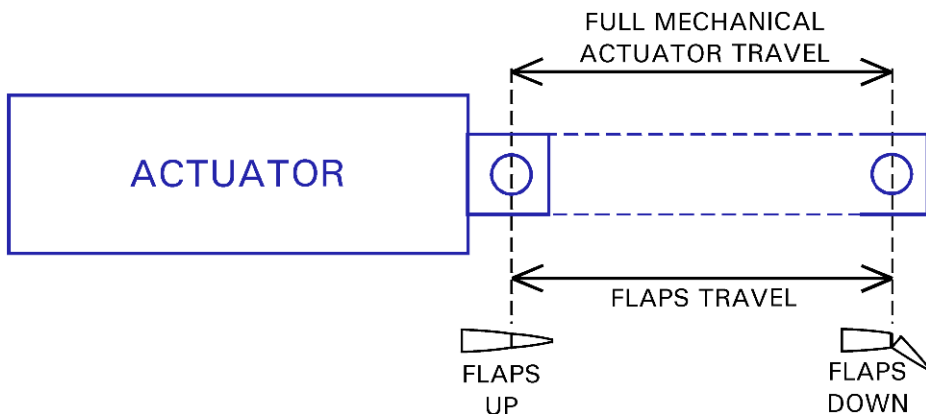 FULL MECHANICAL
ACTUATOR TRAVEL
ACTUATOR
FLAPS TRAVEL
FLAPS
UP
FLAPS
DOWN